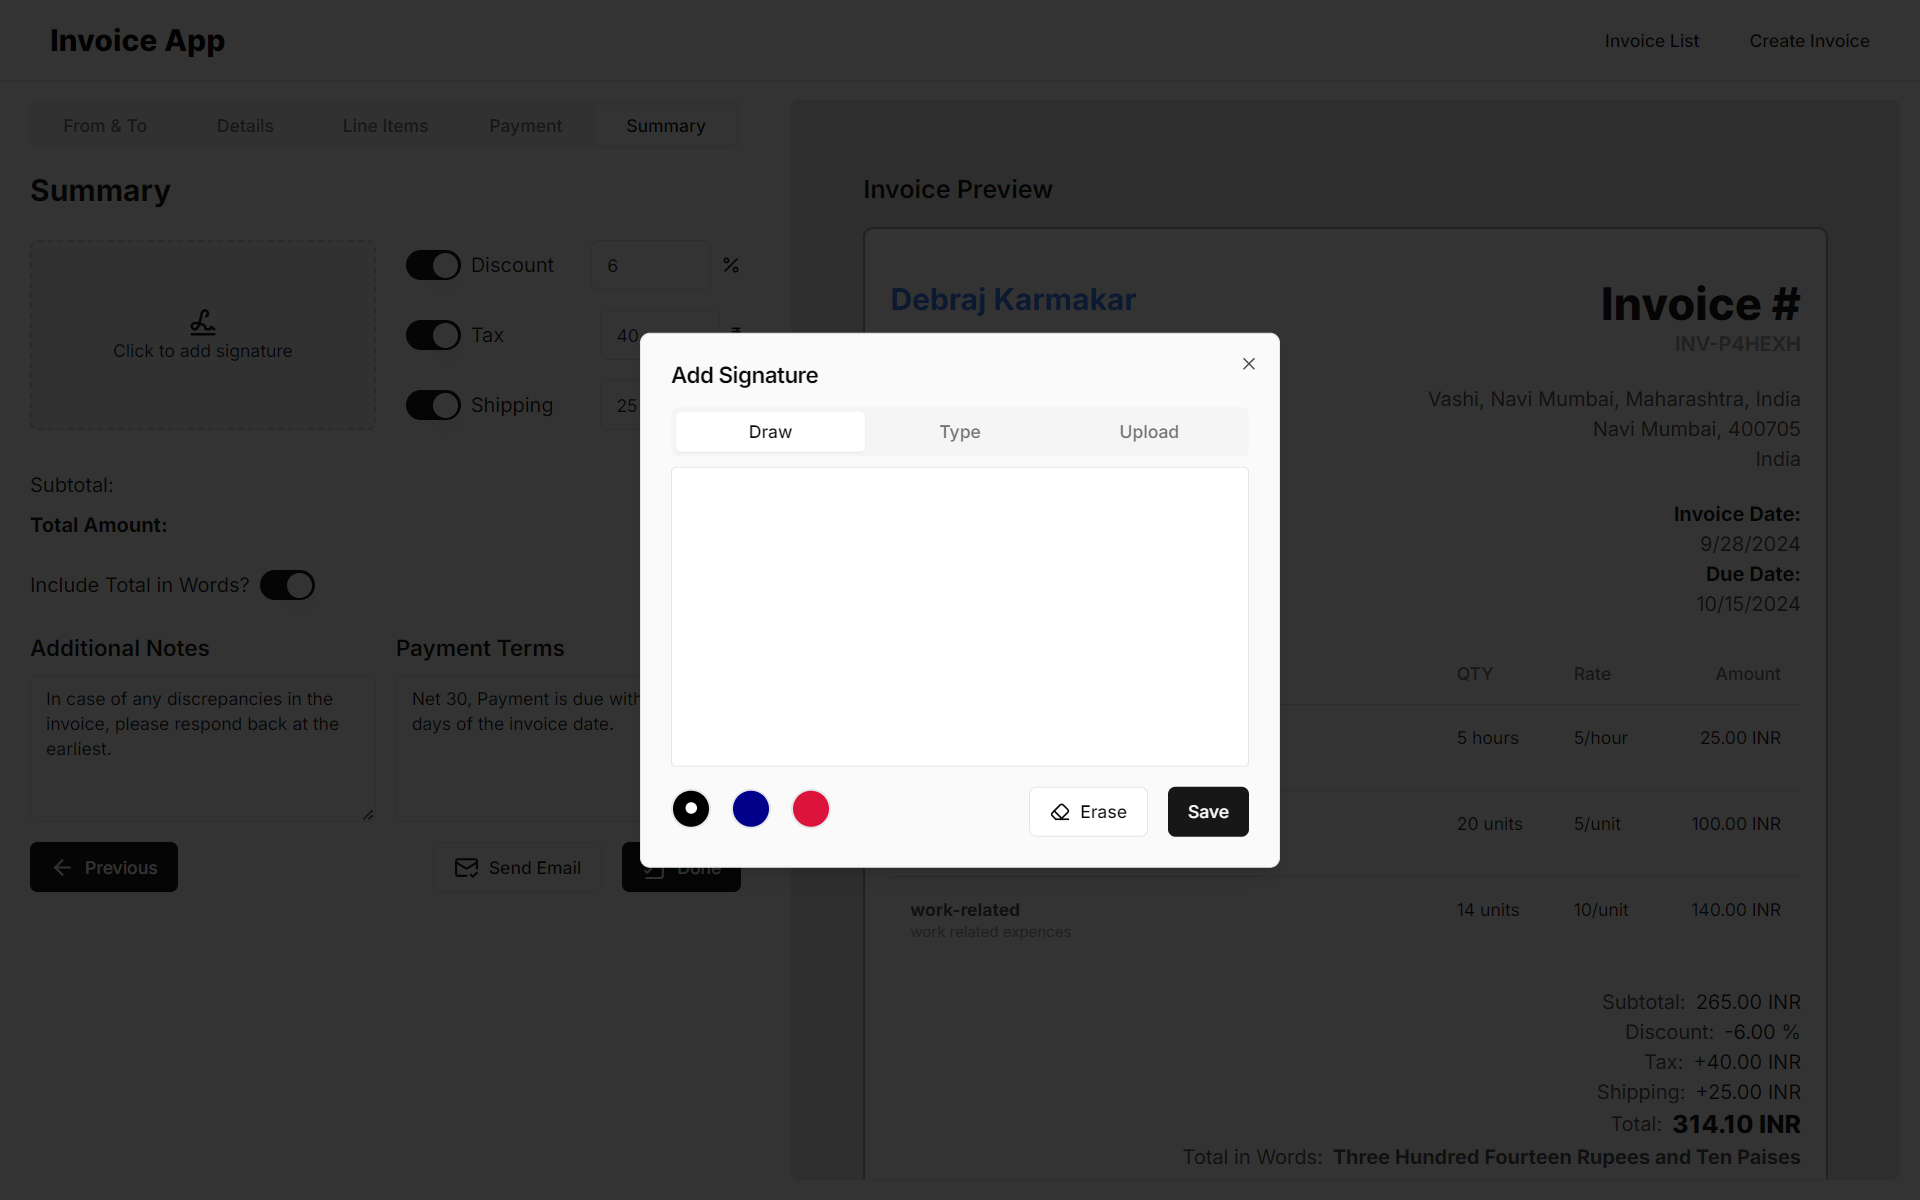 Invoice App
Invoice List
Create Invoice
From & To
Details
Line Items
Payment
Summary
Summary
Click to add signature
Discount
6
%
Tax
40
Shipping
25
Subtotal:
Total Amount:
Include Total in Words?
Additional Notes
In case of any discrepancies in the
invoice, please respond back at the
earliest.
Payment Terms
Net 30, Payment is due with
days of the invoice date.
Previous
Send Email
Done
Add Signature
Draw
Type
Upload
Erase
Save
Invoice Preview
Debraj Karmakar
Invoice #
INV-P4HEXH
Vashi, Navi Mumbai, Maharashtra, India
Navi Mumbai, 400705
India
Invoice Date:
9/28/2024
Due Date:
10/15/2024
QTY Rate Amount
5 hours 5/hour 25.00 INR
20 units 5/unit 100.00 INR
work-related 14 units 10/unit 140.00 INR
work related expences
Subtotal: 265.00 INR
Discount: -6.00 %
Tax: +40.00 INR
Shipping: +25.00 INR
Total: 314.10 INR
Total in Words: Three Hundred Fourteen Rupees and Ten Paises